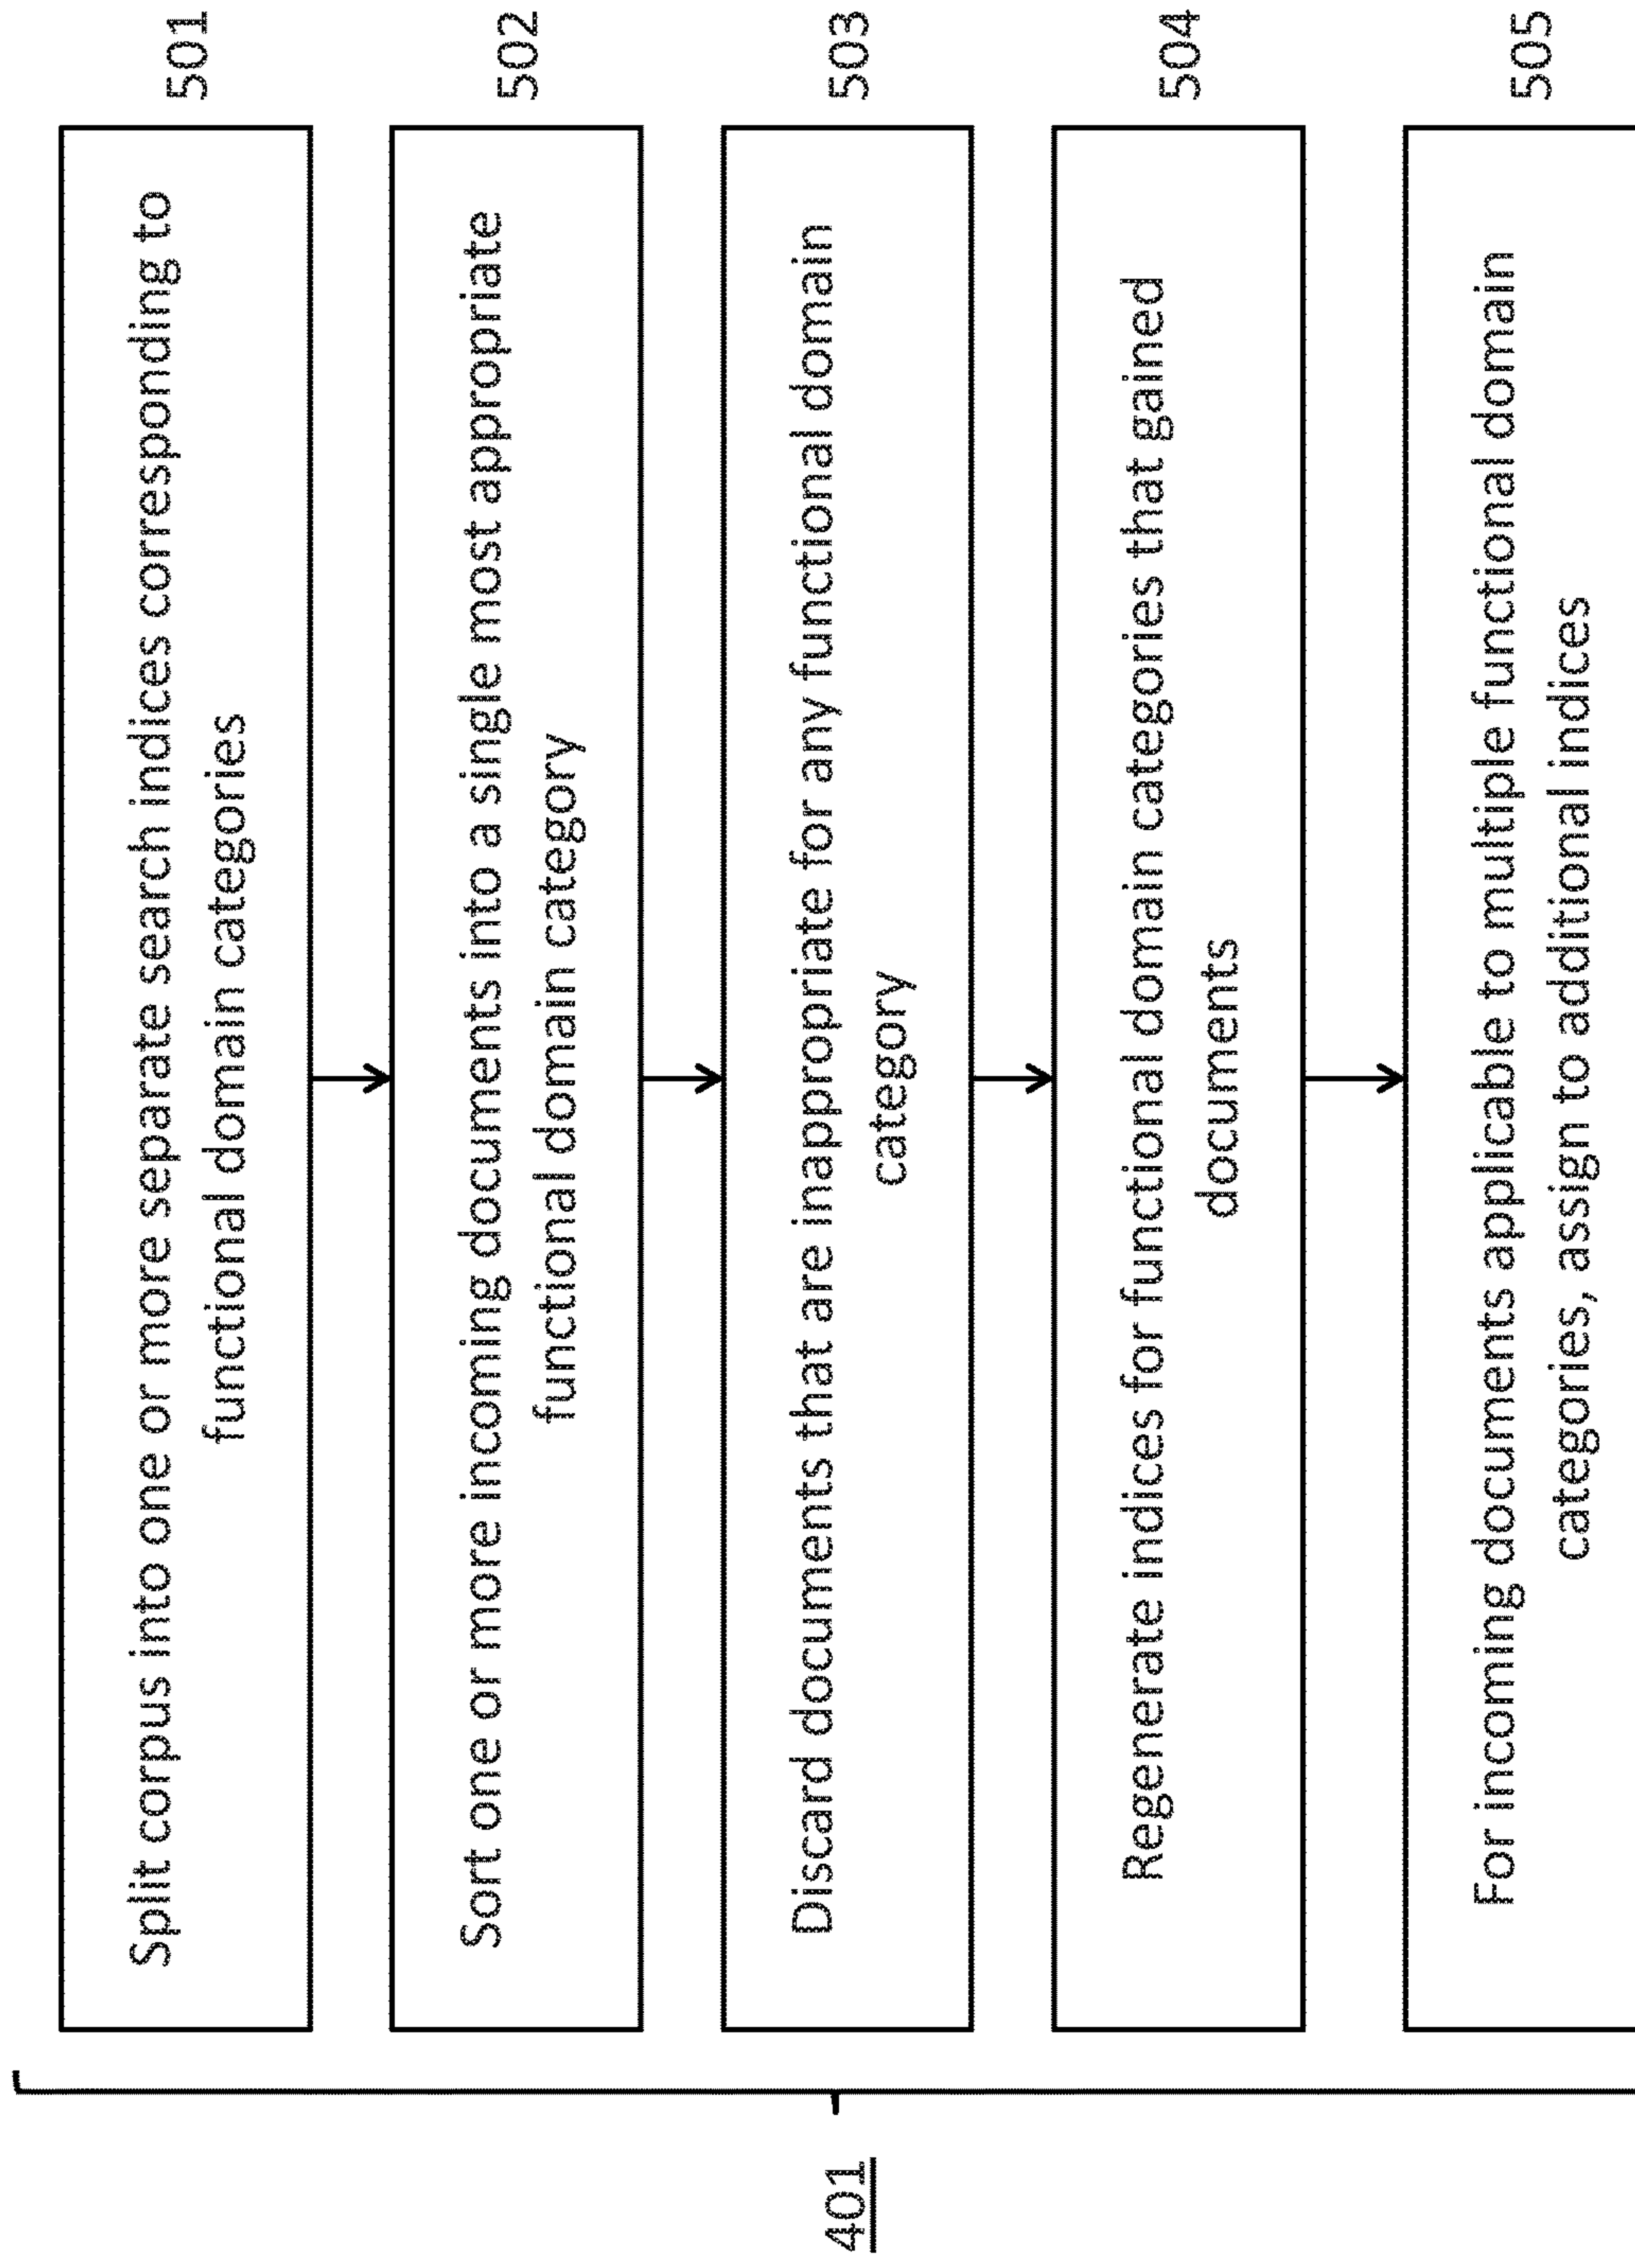 401
Split corpus into one or more separate search indices corresponding to
functional domain categories
501
Sort one or more incoming documents into a single most appropriate
functional domain category
502
Discard documents that are inappropriate for any functional domain
category
503
Regenerate indices for functional domain categories that gained
documents
504
For incoming documents applicable to multiple functional domain
categories, assign to additional indices
505